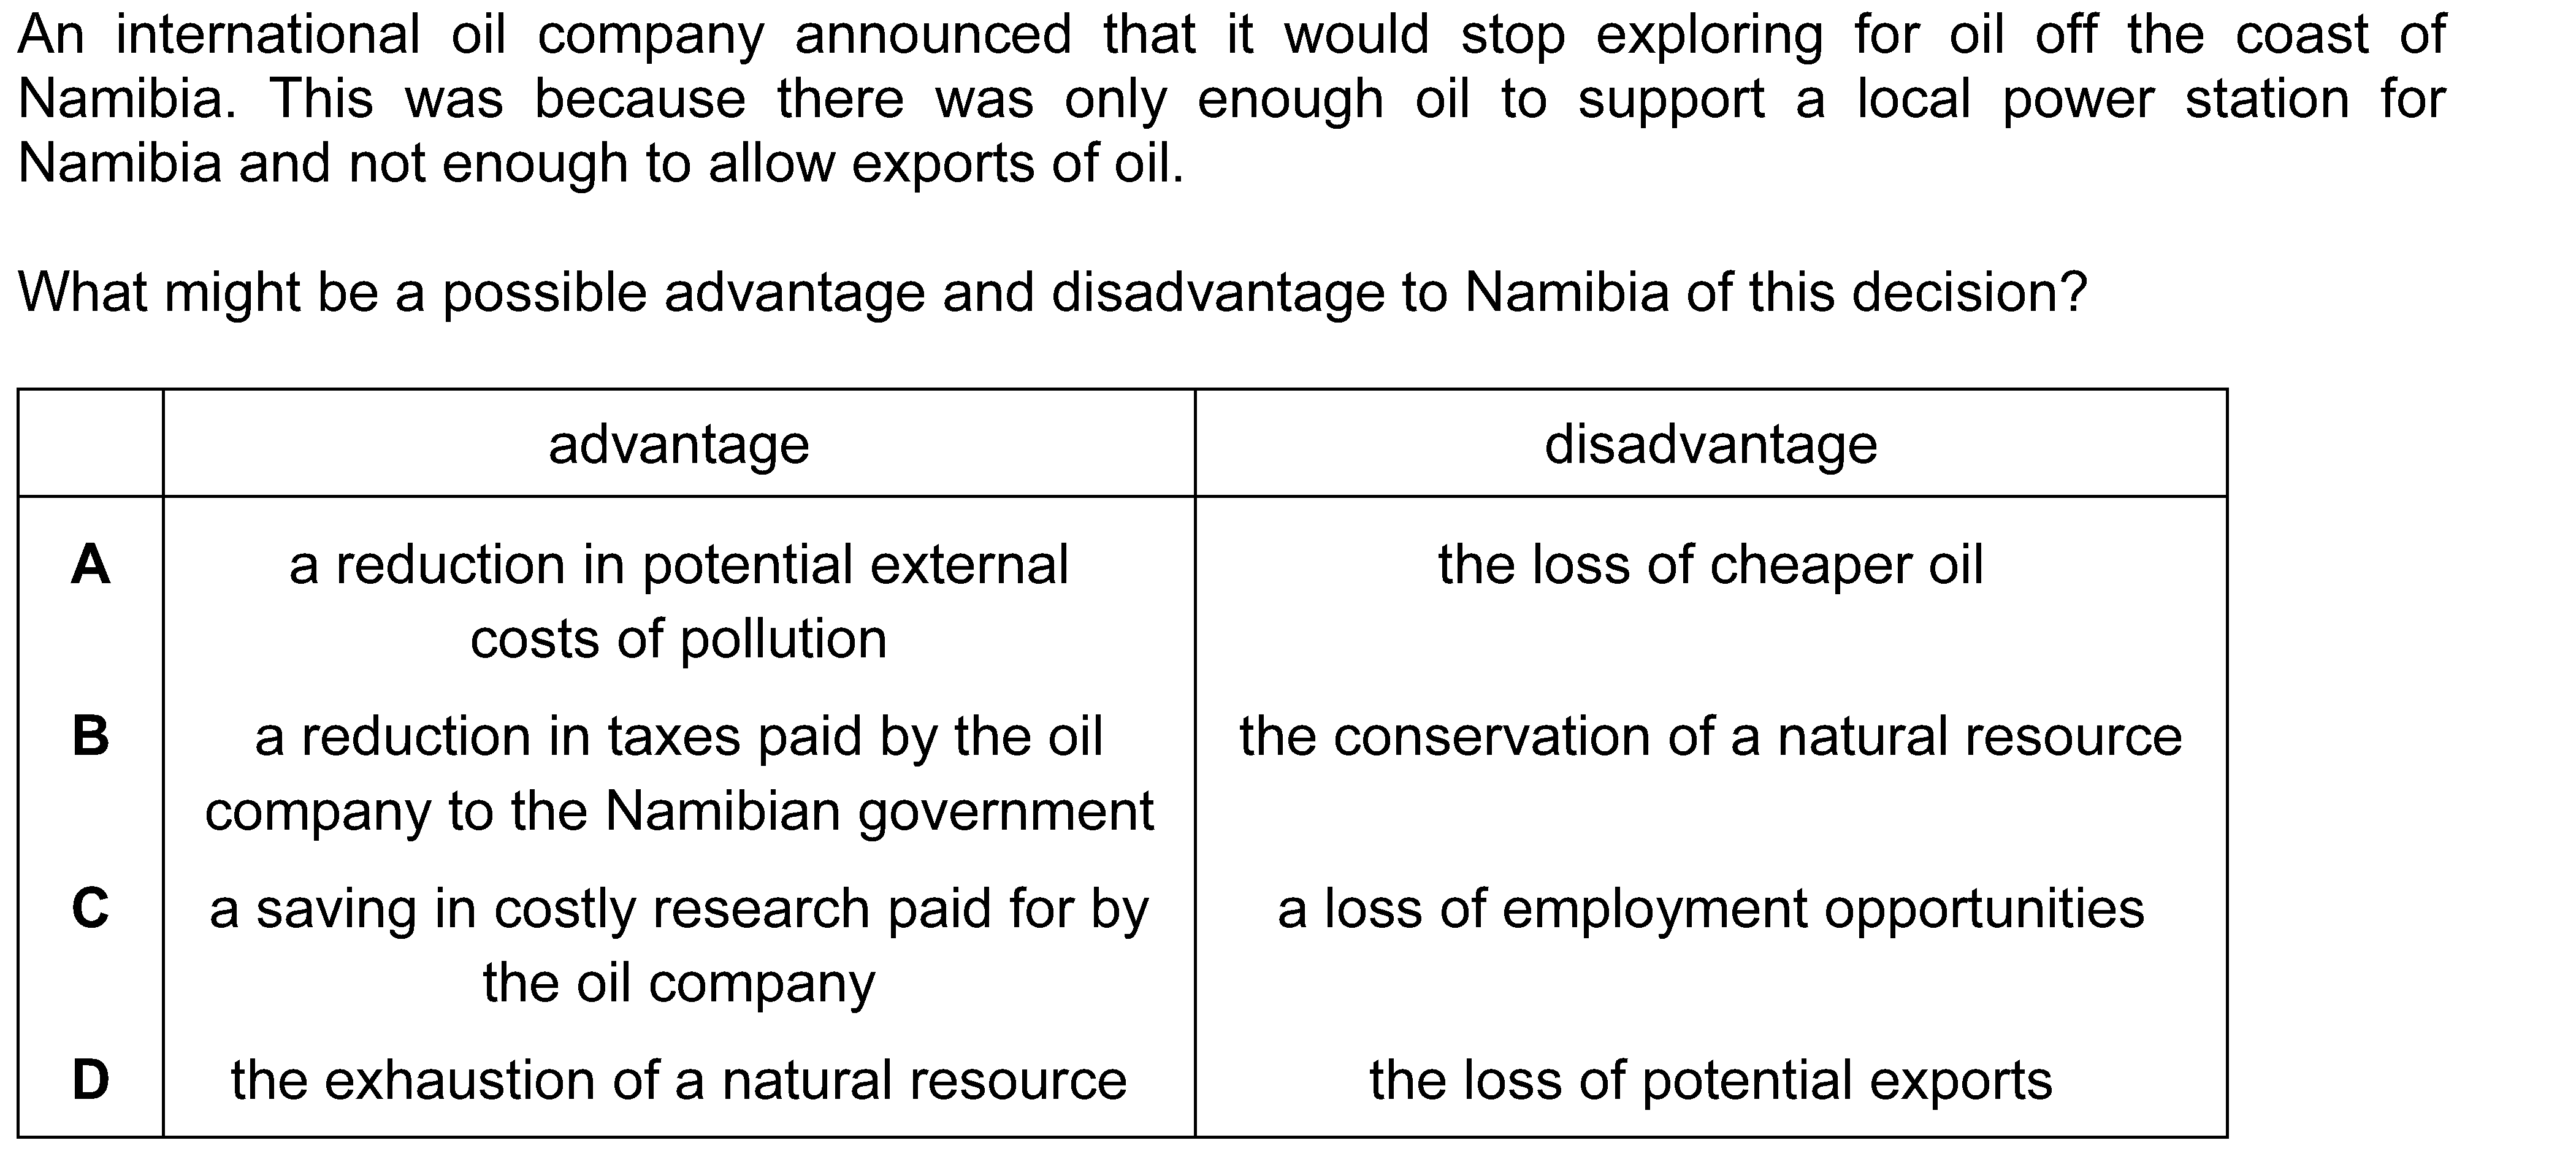 An international oil company announced that it would stop exploring for oil off the coast of
Namibia. This was because there was only enough oil to support a local power station for
Namibia and not enough to allow exports of oil.
What might be a possible advantage and disadvantage to Namibia of this decision?
advantage disadvantage
A a reduction in potential external the loss of cheaper oil
costs of pollution
B a reduction in taxes paid by the oil the conservation of a natural resource
company to the Namibian government
C a saving in costly research paid for by a loss of employment opportunities
the oil company
D the exhaustion of a natural resource the loss of potential exports